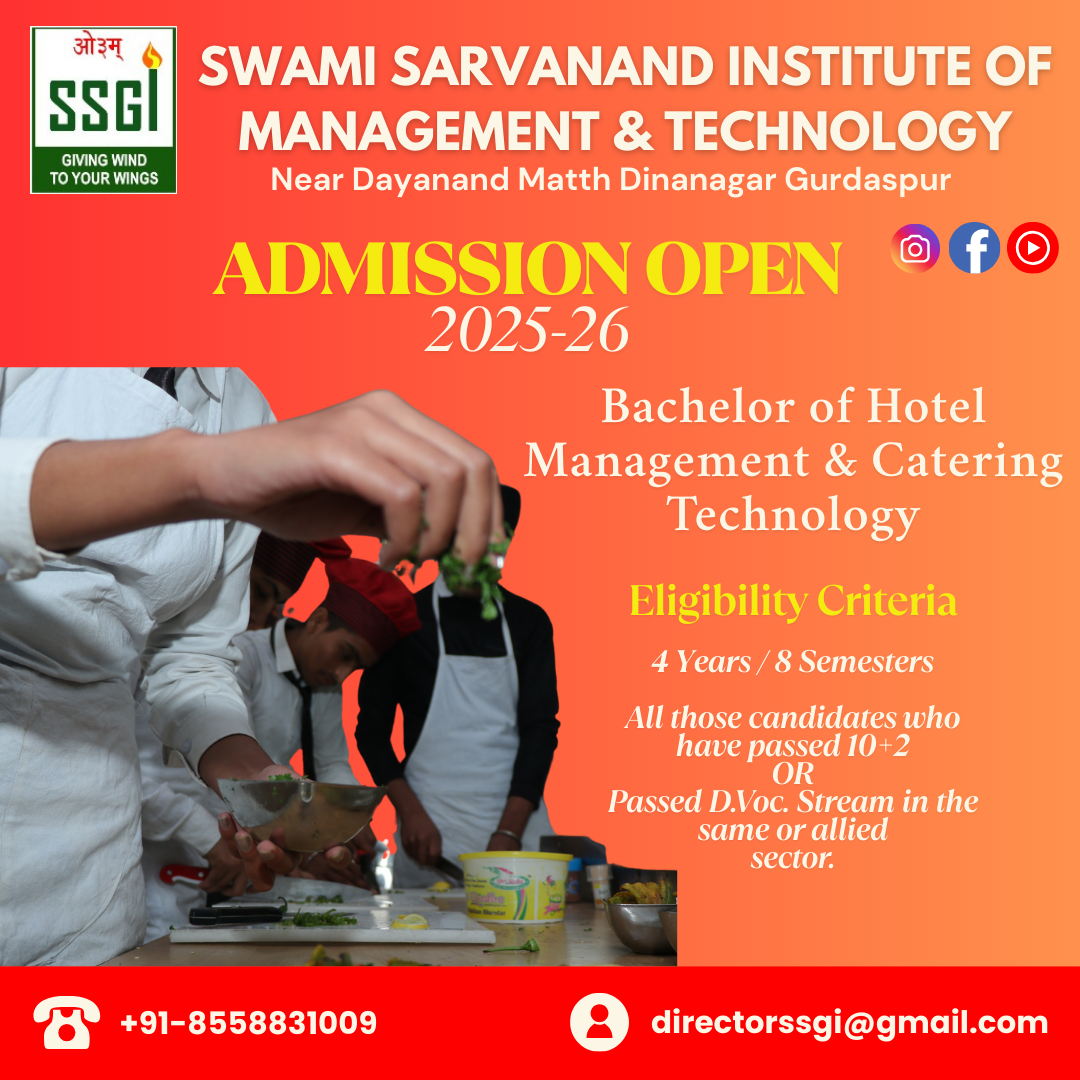 ओ३म्
SSGI
GIVING WIND
TO YOUR WINGS
SWAMI SARVANAND INSTITUTE OF
MANAGEMENT & TECHNOLOGY
Near Dayanand Matth Dinanagar Gurdaspur
ADMISSION OPEN
2025-26
Bachelor of Hotel
Management & Catering
Technology
Eligibility Criteria
4 Years / 8 Semesters
All those candidates who
have passed 10+2
OR
Passed D.Voc. Stream in the
same or allied
sector.
+91-8558831009
directorssgi@gmail.com